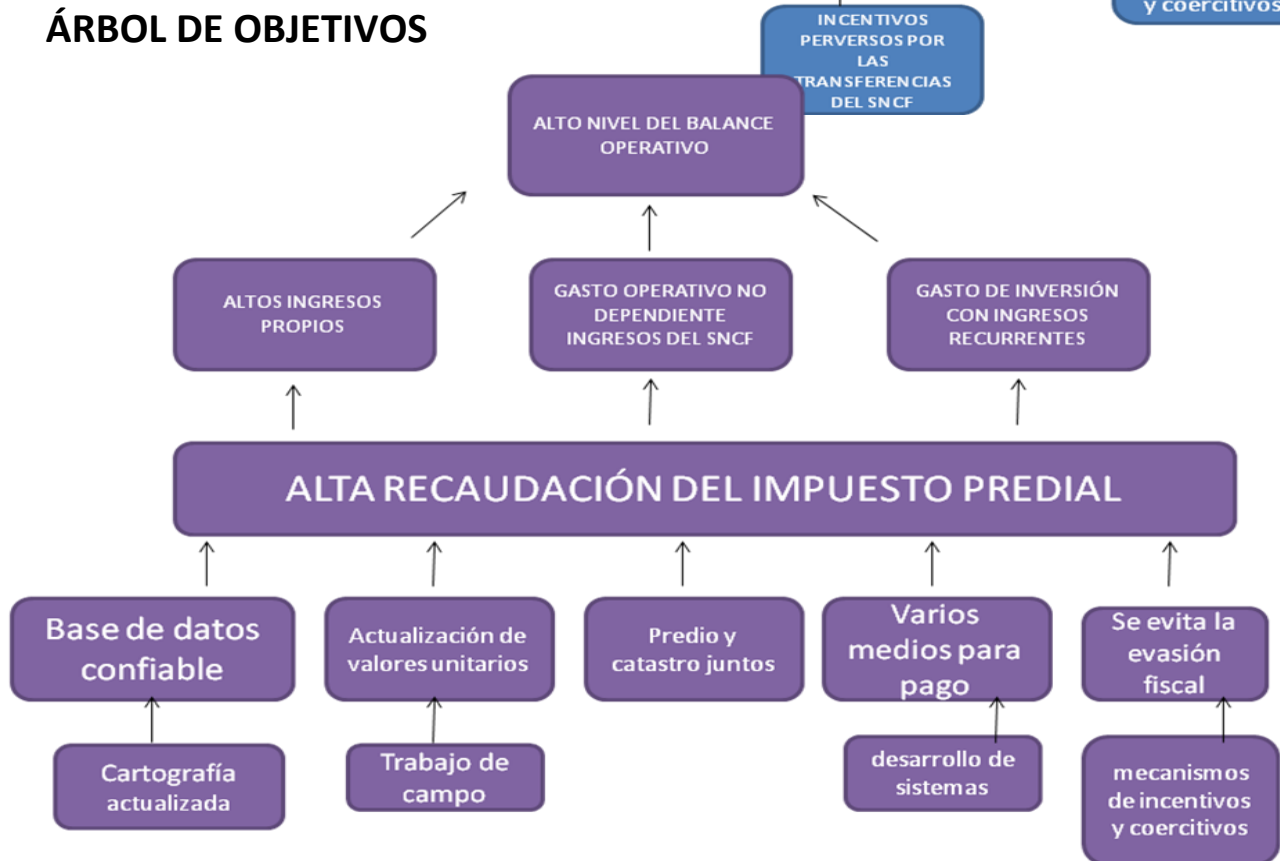 ÁRBOL DE OBJETIVOS
y coercitivos
INCENTIVOS
PERVERSOS POR
LAS
TRANSFERENCIAS
DEL SNCF
ALTO NIVEL DEL BALANCE
OPERATIVO
ALTOS INGRESOS
PROPIOS
GASTO OPERATIVO NO
DEPENDIENTE
INGRESOS DEL SNCF
GASTO DE INVERSIÓN
CON INGRESOS
RECURRENTES
ALTA RECAUDACIÓN DEL IMPUESTO PREDIAL
Base de datos
confiable
Actualización de
valores unitarios
Predio y
catastro juntos
Varios
medios para
pago
Se evita la
evasión
fiscal
Cartografía
actualizada
Trabajo de
campo
desarrollo de
sistemas
mecanismos
de incentivos
y coercitivos